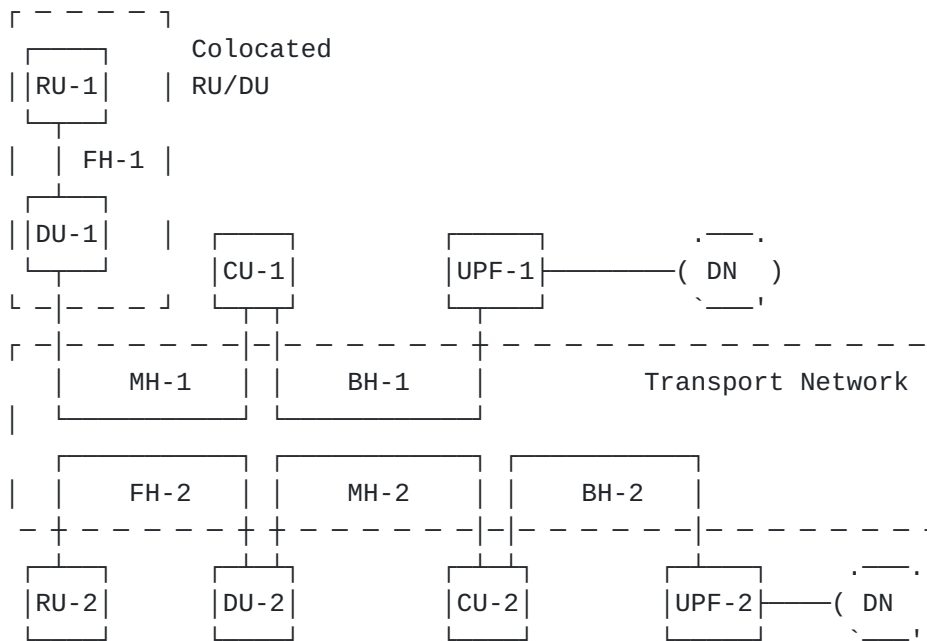 Colocated
RU-1 RU/DU
FH-1
DU-1
CU-1 UPF-1 DN
MH-1 BH-1 Transport Network
FH-2 MH-2 BH-2
RU-2 DU-2 CU-2 UPF-2 DN